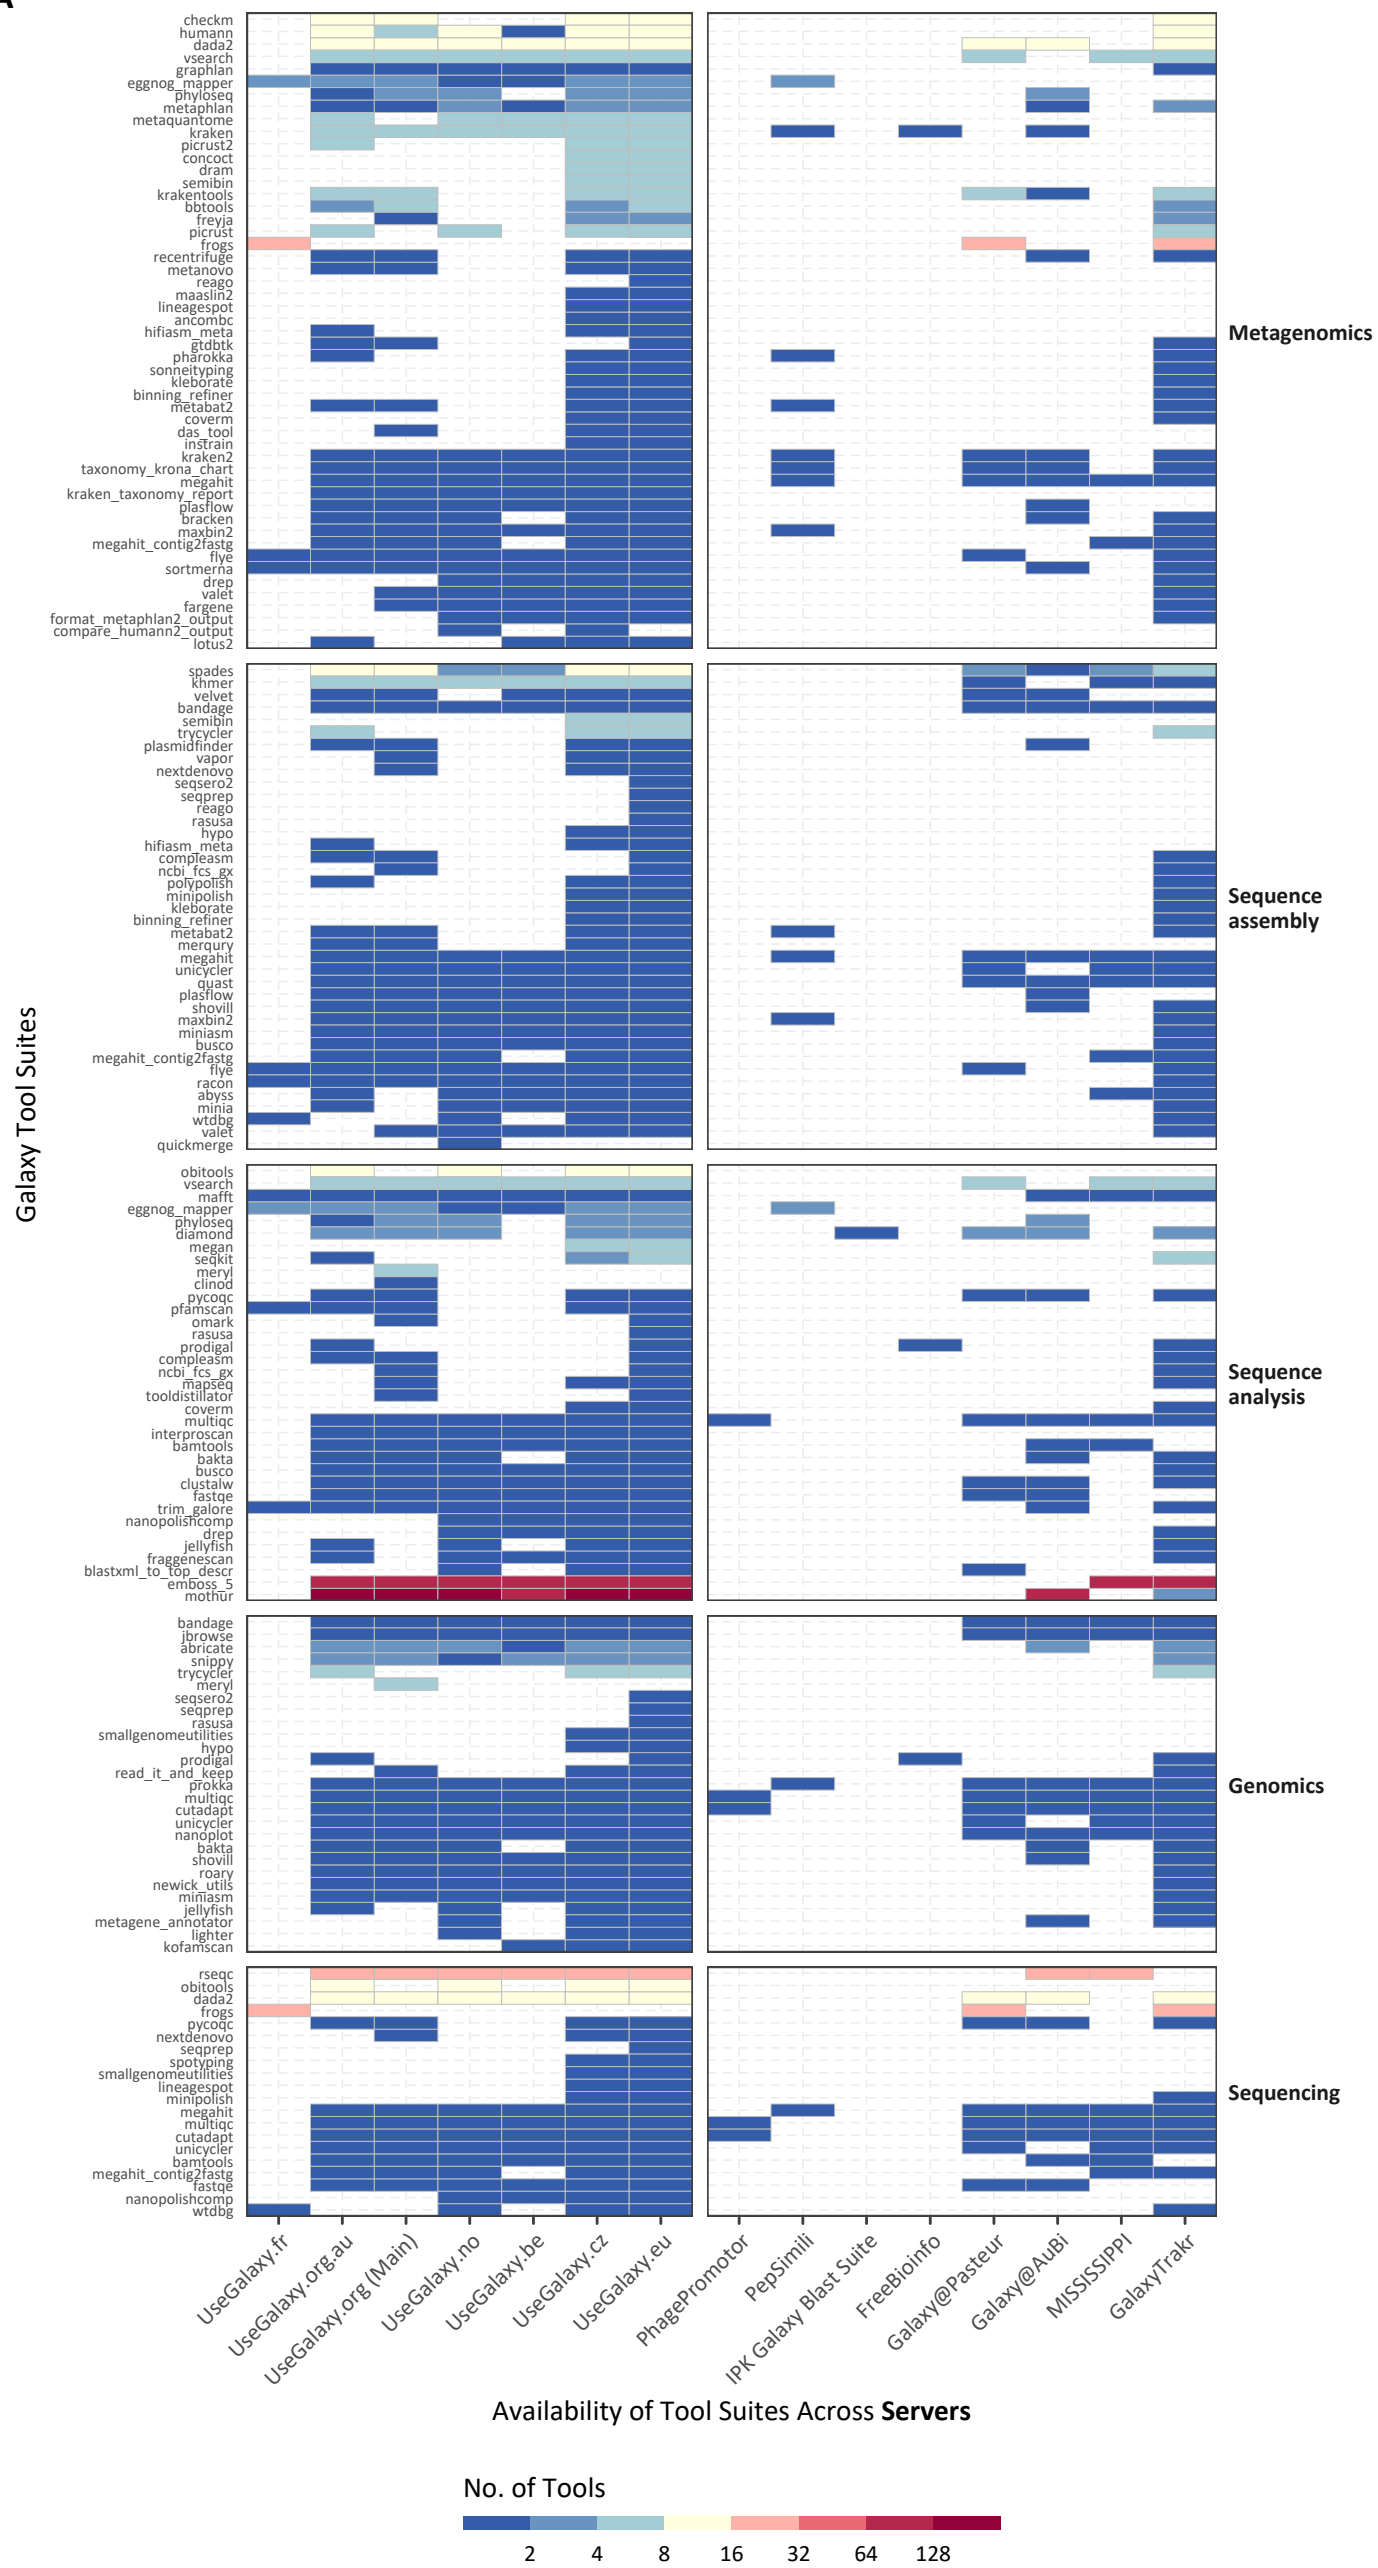 A
checkm
humann
dada2
vsearch
graphlan
eggnog_mapper
phyloseq
metaphlan
metaquantome
kraken
picrust2
concoct
dram
semibin
krakentools
bbtools
freyja
picrust
frogs
recentrifuge
metanovo
reago
maaslin2
lineagespot
ancombc
hifiasm_meta
gtdbtk
pharokka
sonneityping
kleborate
binning_refiner
metabat2
coverm
das_tool
instrain
kraken2
taxonomy_krona_chart
megahit
kraken_taxonomy_report
plasflow
bracken
maxbin2
megahit_contig2fastg
flye
sortmerna
drep
valet
fargene
format_metaphlan2_output
compare_humann2_output
lotus2
Metagenomics
spades
khmer
velvet
bandage
semibin
trycycler
plasmidfinder
vapor
nextdenovo
seqsero2
seqprep
reago
rasusa
hypo
hifiasm_meta
compleasm
ncbi_fcs_gx
polypolish
minipolish
kleborate
binning_refiner
metabat2
merqury
megahit
unicycler
quast
plasflow
shovill
maxbin2
miniasm
busco
megahit_contig2fastg
flye
racon
abyss
minia
wtdbg
valet
quickmerge
Sequence
assembly
Galaxy Tool Suites
obitools
vsearch
mafft
eggnog_mapper
phyloseq
diamond
megan
seqkit
meryl
clinod
pycoqc
pfamscan
omark
rasusa
prodigal
compleasm
ncbi_fcs_gx
mapseq
tooldistillator
coverm
multiqc
interproscan
bamtools
bakta
busco
clustalw
fastqe
trim_galore
nanopolishcomp
drep
jellyfish
fraggenescan
blastxml_to_top_descr
emboss_5
mothur
Sequence
analysis
bandage
jbrowse
abricate
snippy
trycycler
meryl
seqsero2
seqprep
rasusa
smallgenomeutilities
hypo
prodigal
read_it_and_keep
prokka
multiqc
cutadapt
unicycler
nanoplot
bakta
shovill
roary
newick_utils
miniasm
jellyfish
metagene_annotator
lighter
kofamscan
Genomics
rseqc
obitools
dada2
frogs
pycoqc
nextdenovo
seqprep
spotyping
smallgenomeutilities
lineagespot
minipolish
megahit
multiqc
cutadapt
unicycler
bamtools
megahit_contig2fastg
fastqe
nanopolishcomp
wtdbg
Sequencing
UseGalaxy.fr
UseGalaxy.org.au
UseGalaxy.org (Main)
UseGalaxy.no
UseGalaxy.be
UseGalaxy.cz
UseGalaxy.eu
PhagePromotor
PepSimili
IPK Galaxy Blast Suite
FreeBioinfo
Galaxy@Pasteur
Galaxy@AuBi
MISSISSIPPI
GalaxyTrakr
Availability of Tool Suites Across Servers
No. of Tools
2 4 8 16 32 64 128